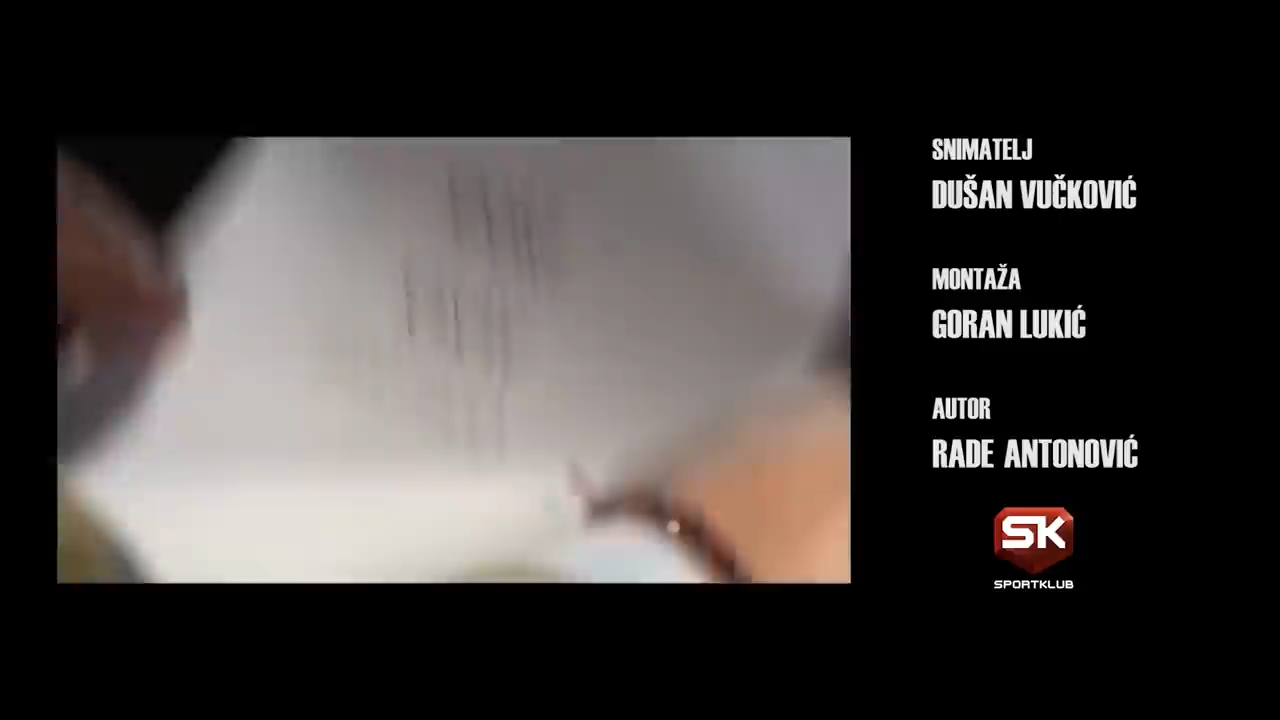 SNIMATELJ
DUŠAN VUČKOVIĆ
MONTAŽA
GORAN LUKIĆ
AUTOR
RADE ANTONOVIĆ
SK
SPORTKLUB